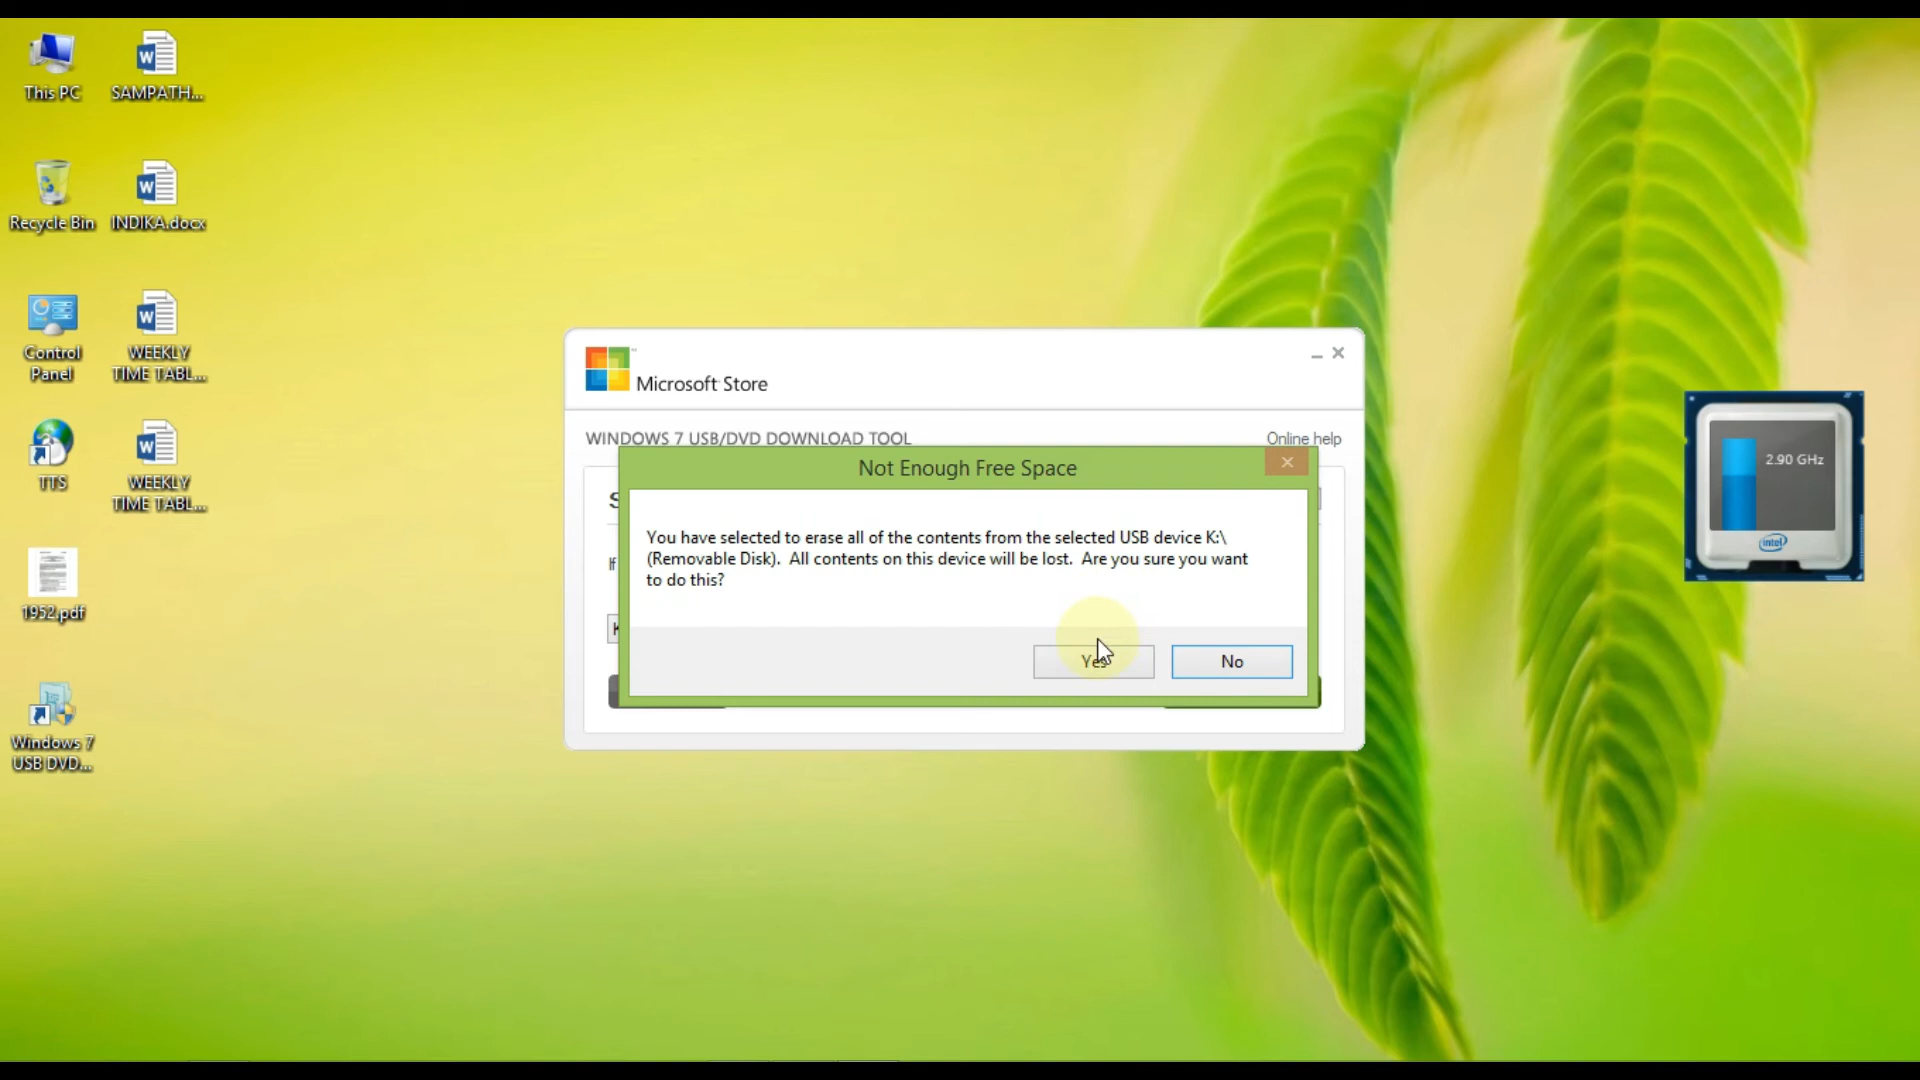 This PC
SAMPATH...
Recycle Bin
INDIKA.docx
Control
Panel
WEEKLY
TIME TABL...
TTS
WEEKLY
TIME TABL...
1952.pdf
Windows 7
USB DVD...
Microsoft Store
WINDOWS 7 USB/DVD DOWNLOAD TOOL
Online help
Not Enough Free Space
S
If
You have selected to erase all of the contents from the selected USB device K:\
(Removable Disk). All contents on this device will be lost. Are you sure you want
to do this?
Yes
No
2.90 GHz
intel